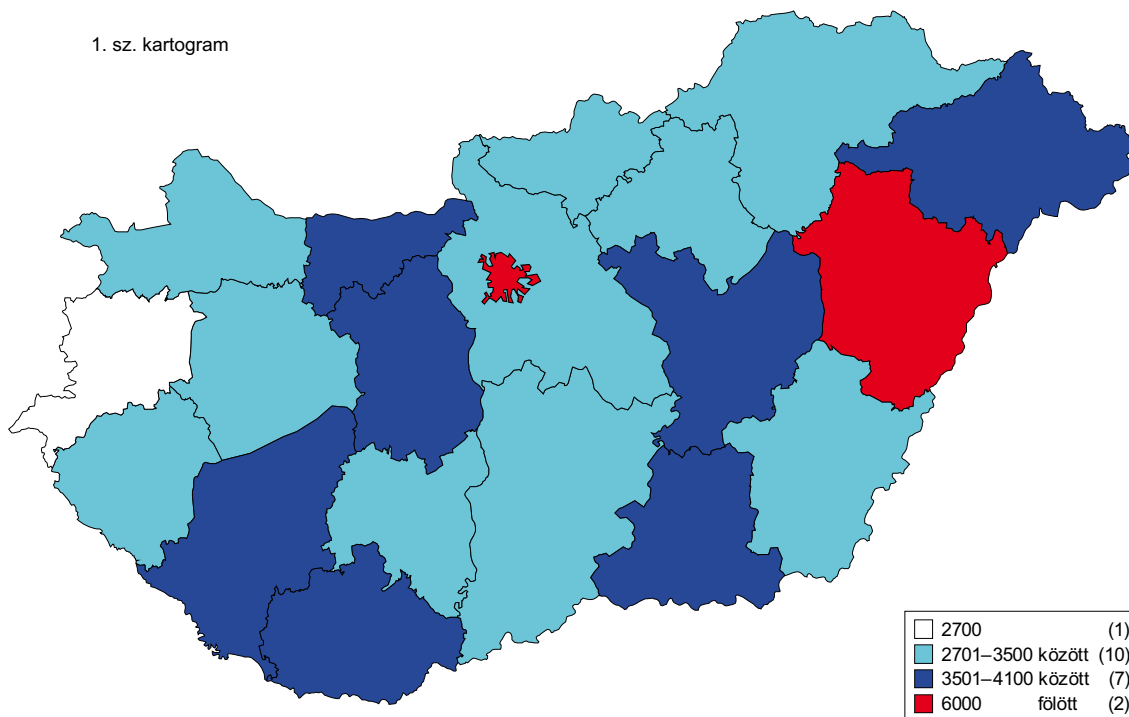 1. sz. kartogram
2700 (1)
2701–3500 között (10)
3501–4100 között (7)
6000 fölött (2)